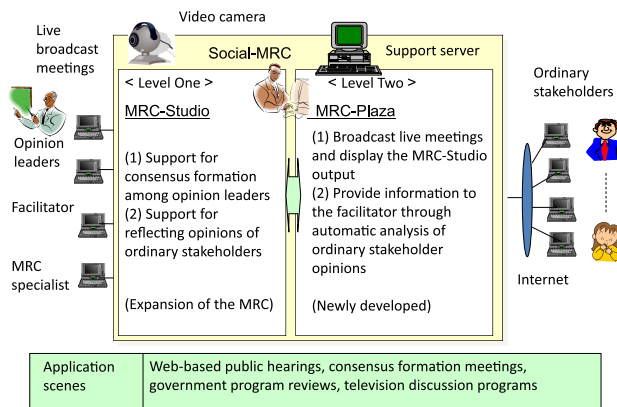 Video camera
Live
broadcast
meetings
Social-MRC
Support server
Ordinary
stakeholders
Opinion
leaders
Facilitator
MRC
specialist
< Level One >
MRC-Studio
(1) Support for
consensus formation
among opinion leaders
(2) Support for
reflecting opinions of
ordinary stakeholders
(Expansion of the MRC)
< Level Two >
MRC-Plaza
(1) Broadcast live meetings
and display the MRC-Studio
output
(2) Provide information to
the facilitator through
automatic analysis of
ordinary stakeholder
opinions
(Newly developed)
Internet
Application
scenes
Web-based public hearings, consensus formation meetings,
government program reviews, television discussion programs